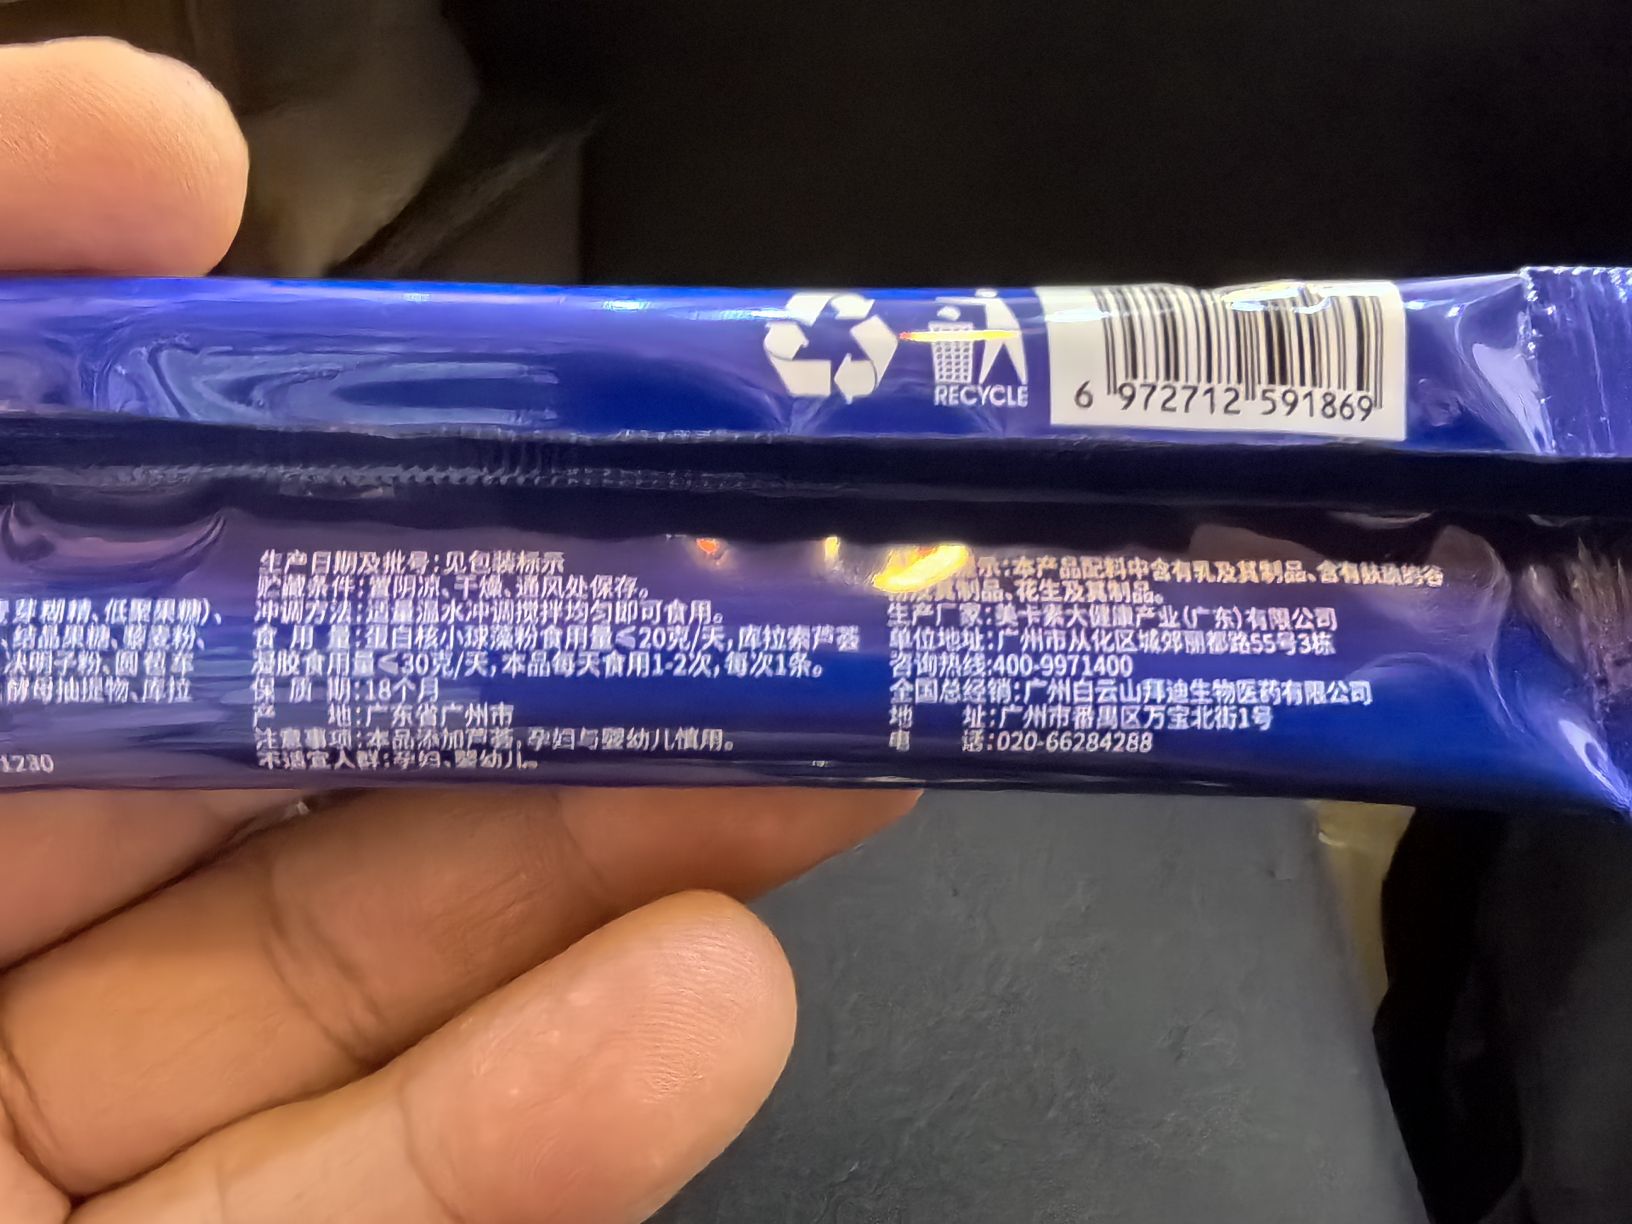 RECYCLE
6 972712 591869
芽糊精、低聚果糖)、
、结晶果糖、藜麦粉、
决明子粉、圆苞车
酵母抽提物、库拉
1230
生产日期及批号:见包装标示
贮藏条件:置阴凉、干燥、通风处保存。
冲调方法:适量温水冲调搅拌均匀即可食用。
食用量:蛋白核小球藻粉食用量≤20克/天,库拉索芦荟
凝胶食用量≤30克/天,本品每天食用1-2次,每次1条。
保质期:18个月
产地:广东省广州市
注意事项:本品添加芦荟,孕妇与婴幼儿慎用。
不适宜人群:孕妇、婴幼儿。
示:本产品配料中含有乳及其制品、含有麸质的谷
及其制品、花生及其制品。
生产厂家:美卡素大健康产业(广东)有限公司
单位地址:广州市从化区城郊丽都路55号3栋
咨询热线:400-9971400
全国总经销:广州白云山拜迪生物医药有限公司
地址:广州市番禺区万宝北街1号
电话:020-66284288